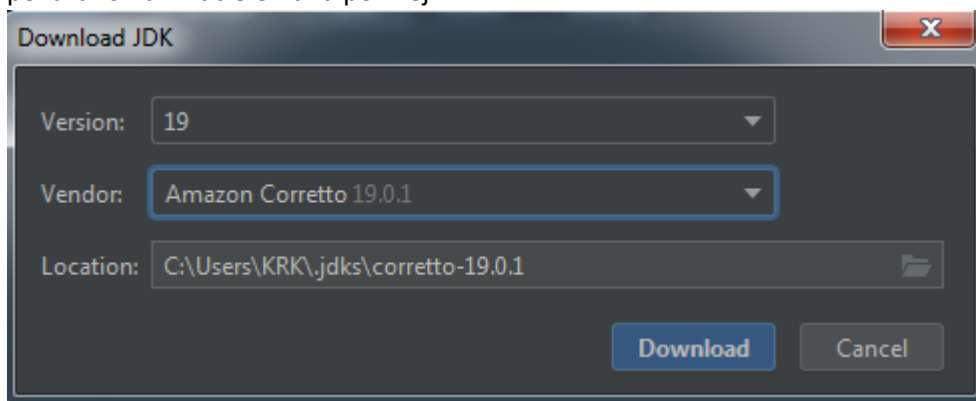 Download JDK
Version: 19
Vendor: Amazon Corretto 19.0.1
Location: C:\Users\KRK\.jdks\corretto-19.0.1
Download Cancel